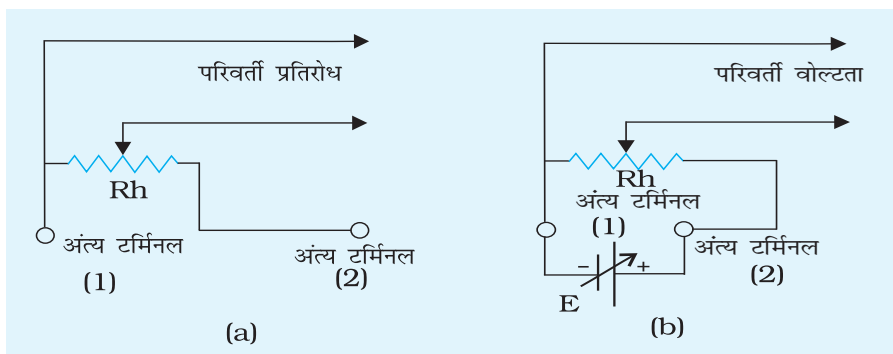 परिवर्ती प्रतिरोध
Rh
अंत्य टर्मिनल
(1)
अंत्य टर्मिनल
(2)
(a)
परिवर्ती वोल्टता
Rh
अंत्य टर्मिनल
(1)
अंत्य टर्मिनल
(2)
− +
E
(b)